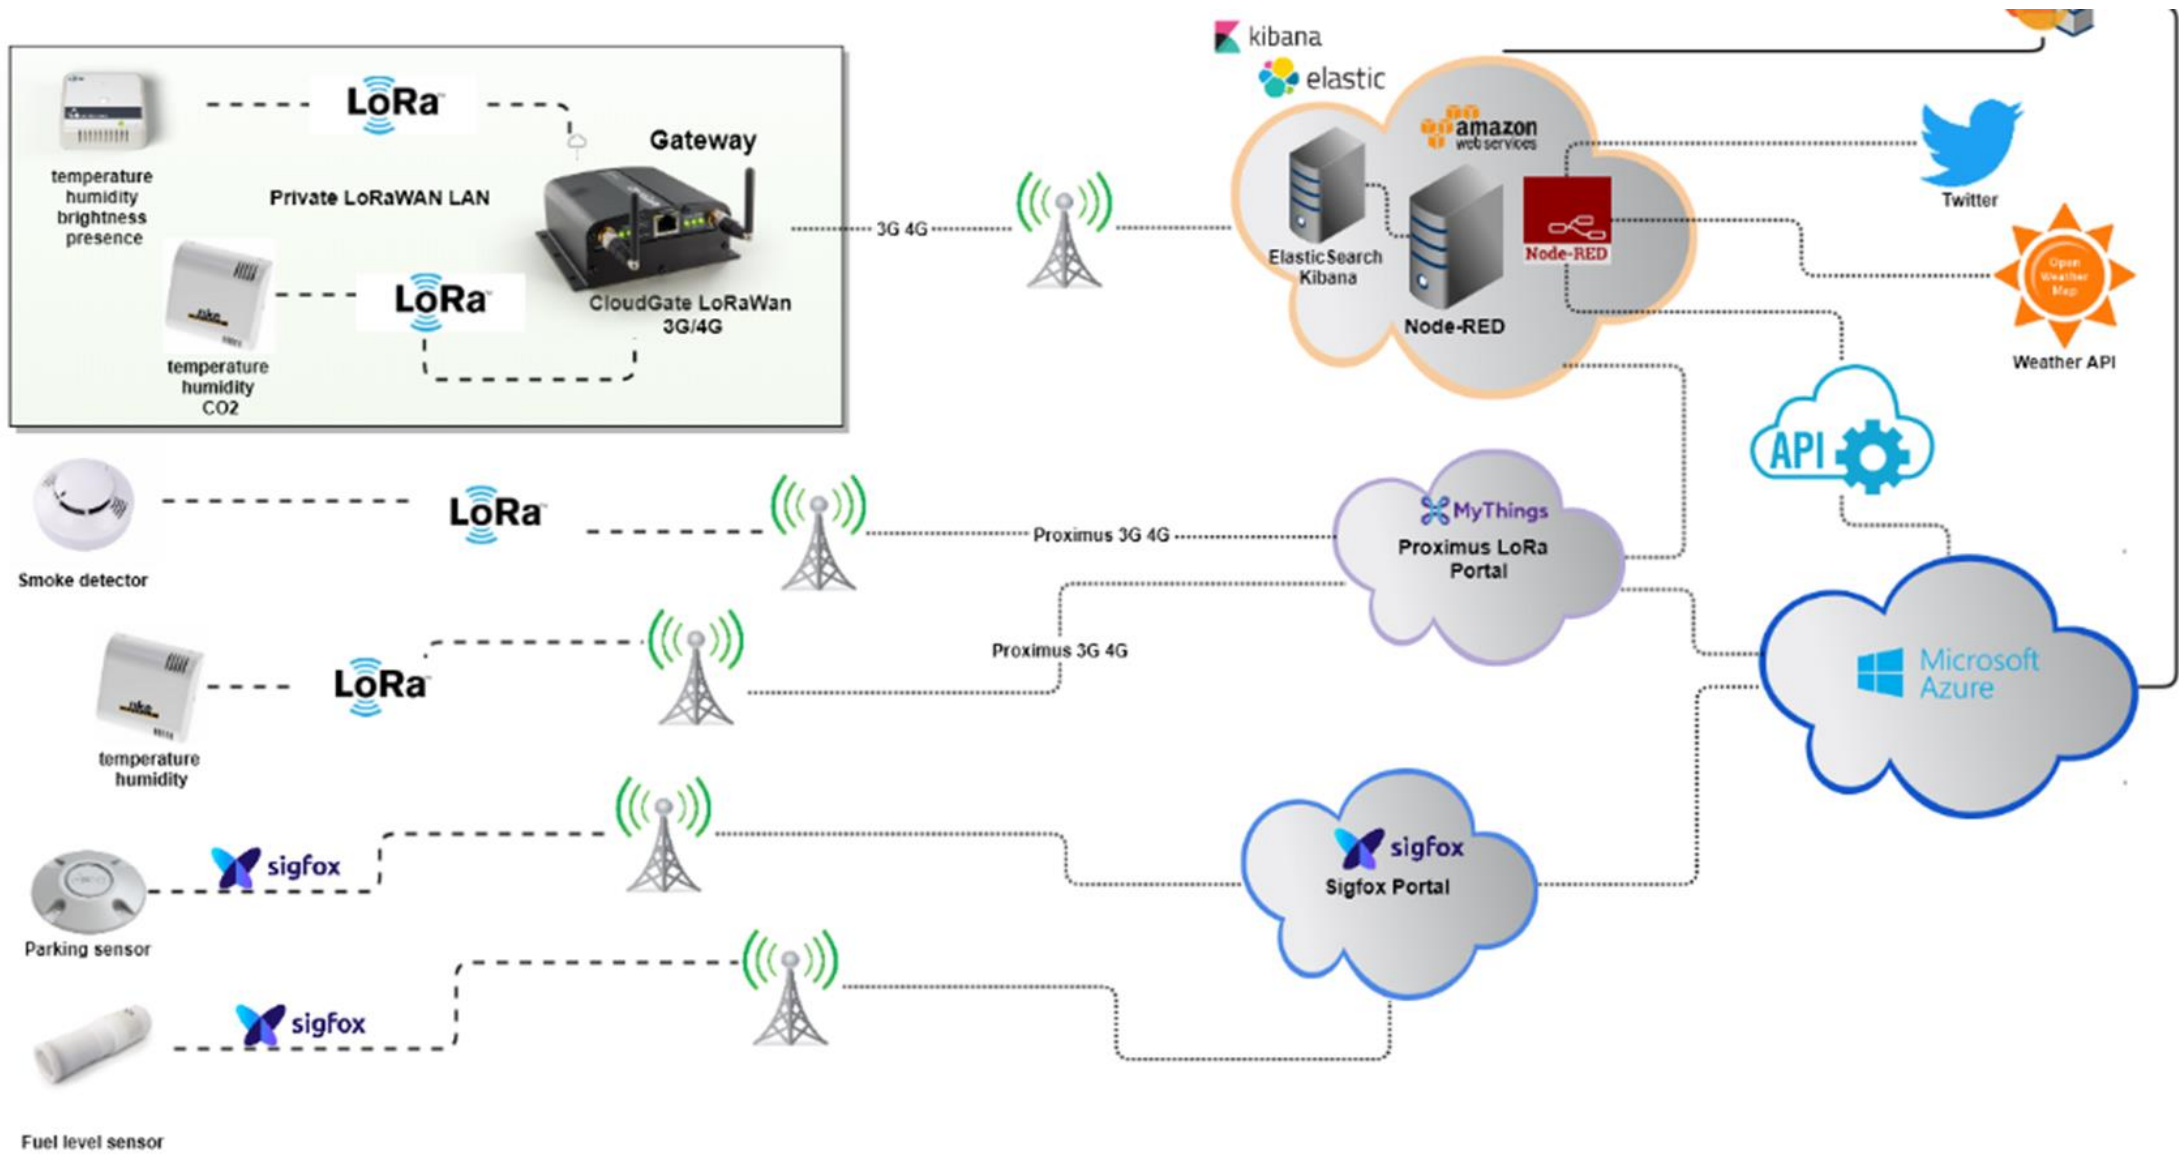 kibana
elastic
LoRa
Gateway
temperature
humidity
brightness
presence
Private LoRaWAN LAN
LoRa
CloudGate LoRaWan
3G/4G
temperature
humidity
CO2
3G 4G
amazon
web services
ElasticSearch
Kibana
Node-RED
Node-RED
Twitter
Open
Weather
Map
Weather API
API
Smoke detector
LoRa
Proximus 3G 4G
MyThings
Proximus LoRa
Portal
temperature
humidity
LoRa
Proximus 3G 4G
Microsoft
Azure
Parking sensor
sigfox
sigfox
Sigfox Portal
Fuel level sensor
sigfox